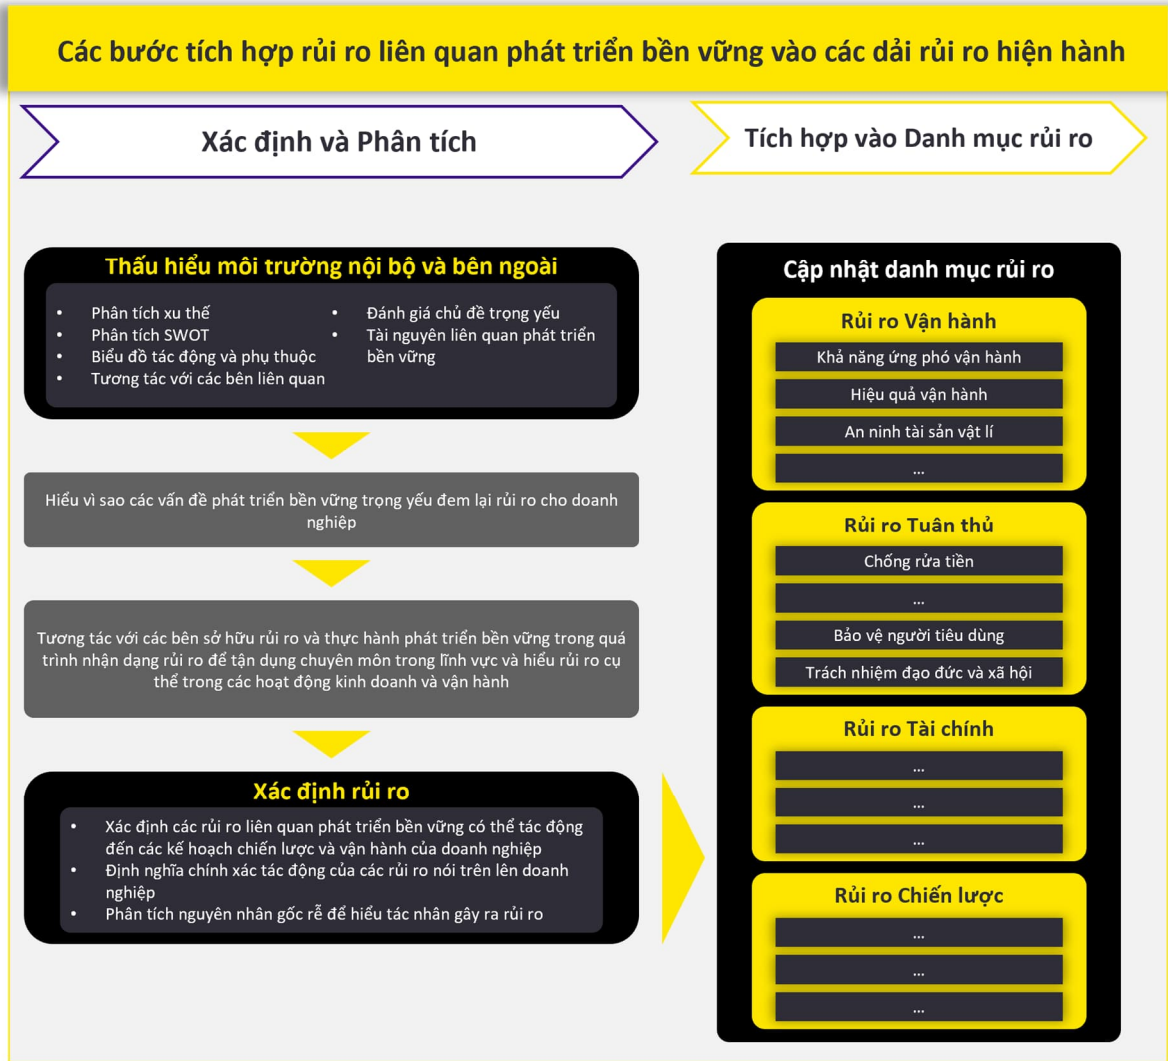 Các bước tích hợp rủi ro liên quan phát triển bền vững vào các dải rủi ro hiện hành
Xác định và Phân tích
Tích hợp vào Danh mục rủi ro
Thấu hiểu môi trường nội bộ và bên ngoài
• Phân tích xu thế
• Phân tích SWOT
• Biểu đồ tác động và phụ thuộc
• Tương tác với các bên liên quan
• Đánh giá chủ đề trọng yếu
• Tài nguyên liên quan phát triển
bền vững
Hiểu vì sao các vấn đề phát triển bền vững trọng yếu đem lại rủi ro cho doanh
nghiệp
Tương tác với các bên sở hữu rủi ro và thực hành phát triển bền vững trong quá
trình nhận dạng rủi ro để tận dụng chuyên môn trong lĩnh vực và hiểu rủi ro cụ
thể trong các hoạt động kinh doanh và vận hành
Xác định rủi ro
• Xác định các rủi ro liên quan phát triển bền vững có thể tác động
đến các kế hoạch chiến lược và vận hành của doanh nghiệp
• Định nghĩa chính xác tác động của các rủi ro nói trên lên doanh
nghiệp
• Phân tích nguyên nhân gốc rễ để hiểu tác nhân gây ra rủi ro
Cập nhật danh mục rủi ro
Rủi ro Vận hành
Khả năng ứng phó vận hành
Hiệu quả vận hành
An ninh tài sản vật lí
...
Rủi ro Tuân thủ
Chống rửa tiền
...
Bảo vệ người tiêu dùng
Trách nhiệm đạo đức và xã hội
Rủi ro Tài chính
...
...
...
Rủi ro Chiến lược
...
...
...